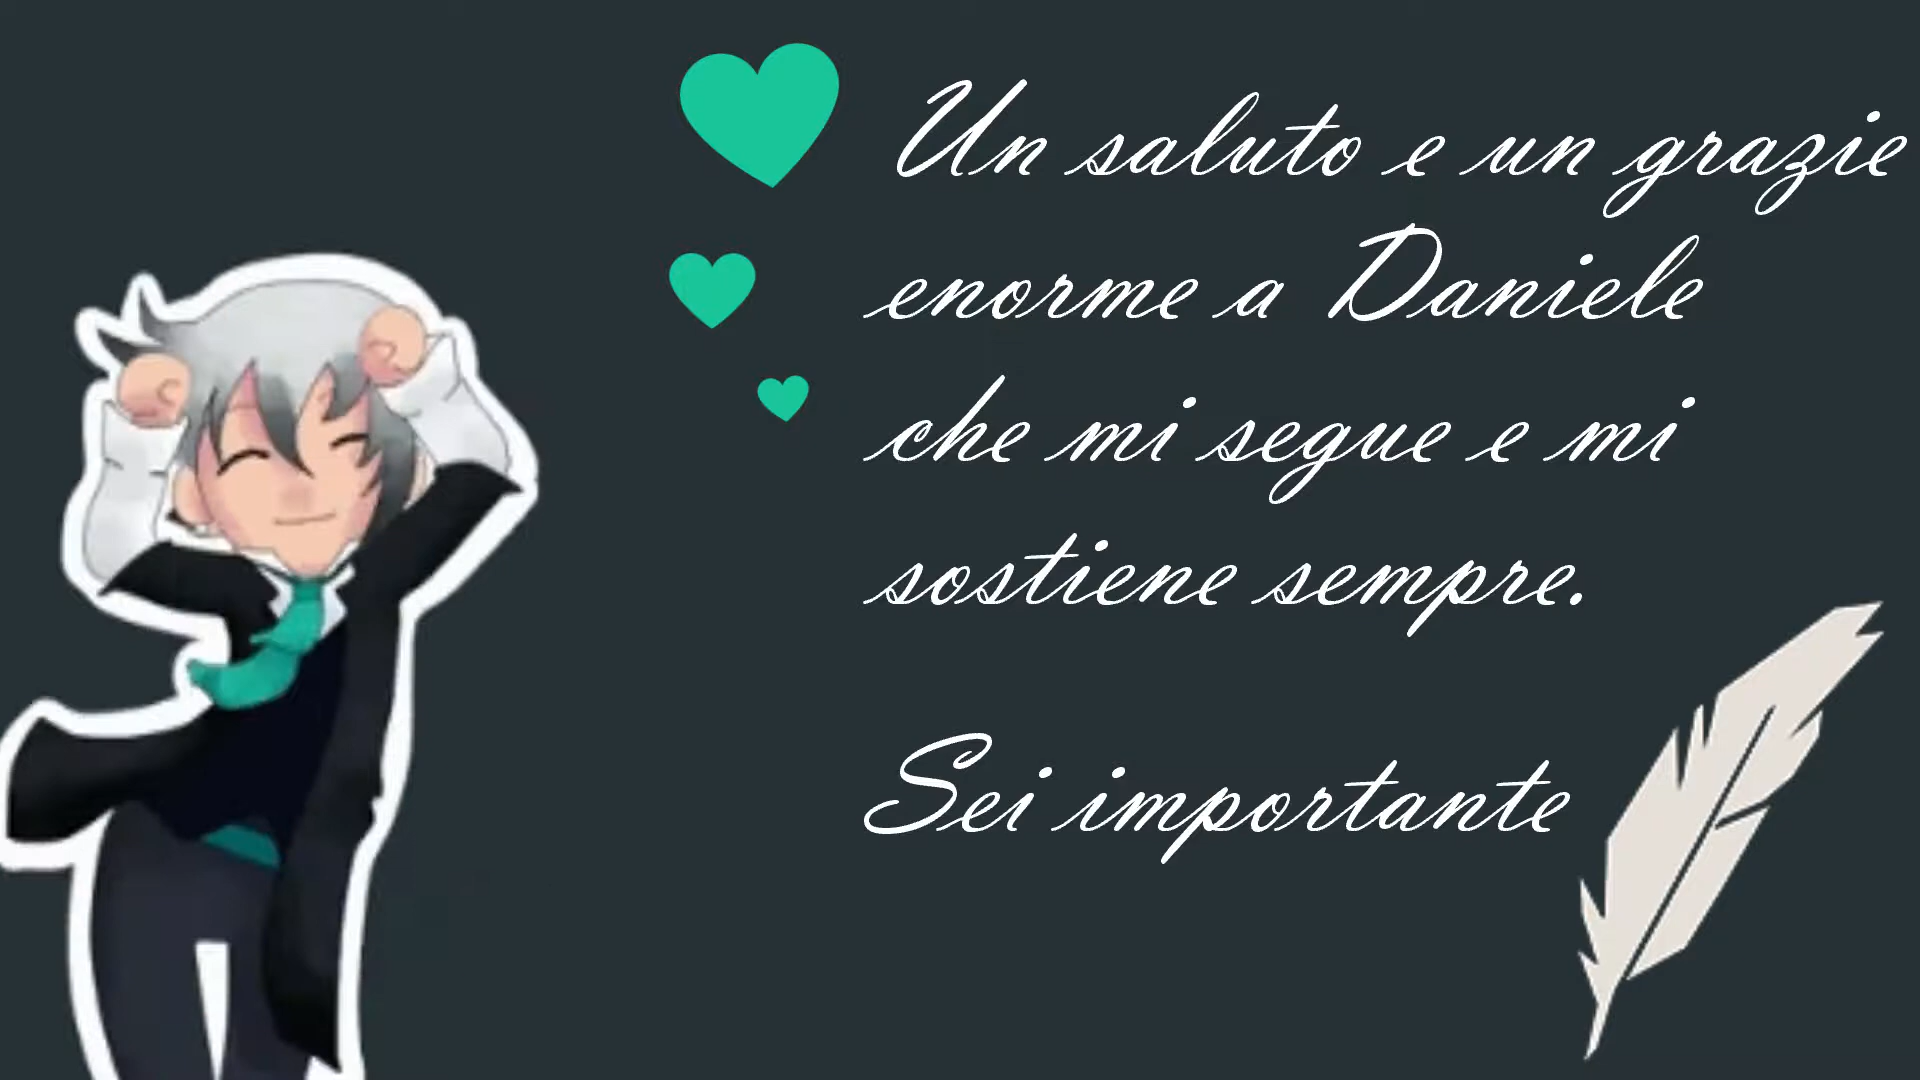 Un saluto e un grazie
enorme a Daniele
che mi segue e mi
sostiene sempre.
Sei importante